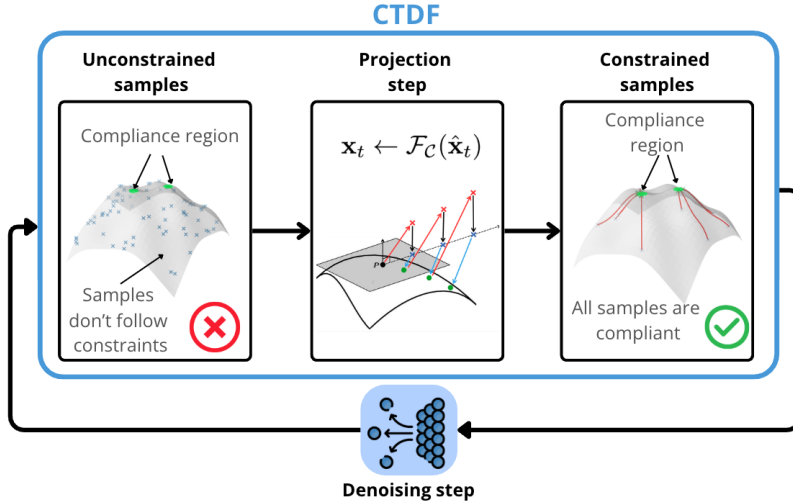 CTDF
Unconstrained
samples
Compliance region
Samples
don't follow
constraints
Projection
step
𝐱ₜ ← ℱ_𝒞(𝐱̂ₜ)
P
Constrained
samples
Compliance
region
All samples are
compliant
Denoising step